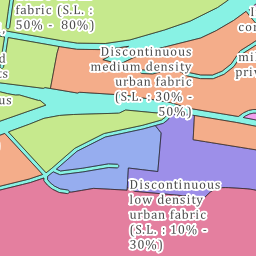 fabric (S.L. :
50% - 80%)
Discontinuous
medium density
urban fabric
(S.L. : 30% -
50%)
Discontinuous
low density
urban fabric
(S.L. : 10% -
30%)